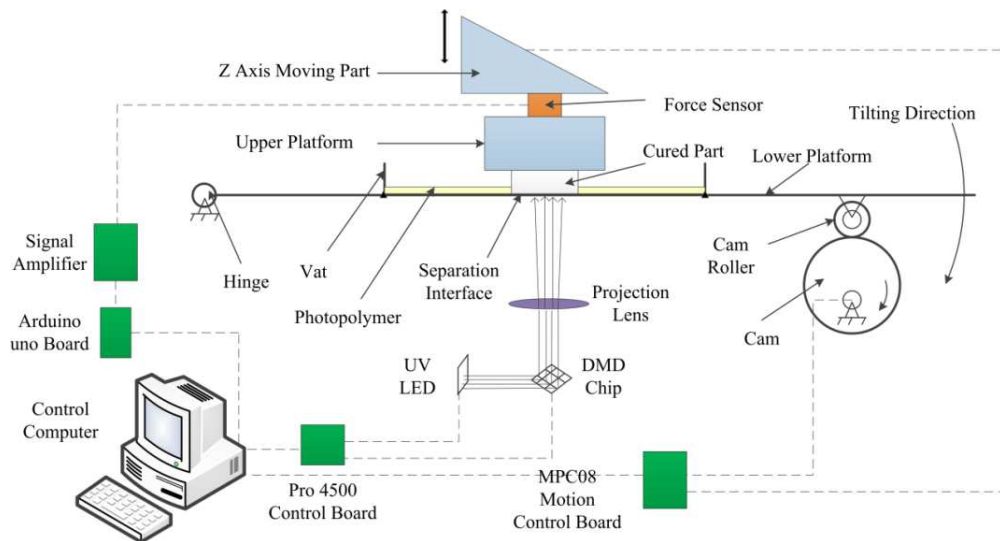 Z Axis Moving Part
Force Sensor
Tilting Direction
Upper Platform
Cured Part
Lower Platform
Signal
Amplifier
Hinge
Vat
Photopolymer
Separation
Interface
Projection
Lens
Cam
Roller
Cam
Arduino
uno Board
UV
LED
DMD
Chip
Control
Computer
Pro 4500
Control Board
MPC08
Motion
Control Board